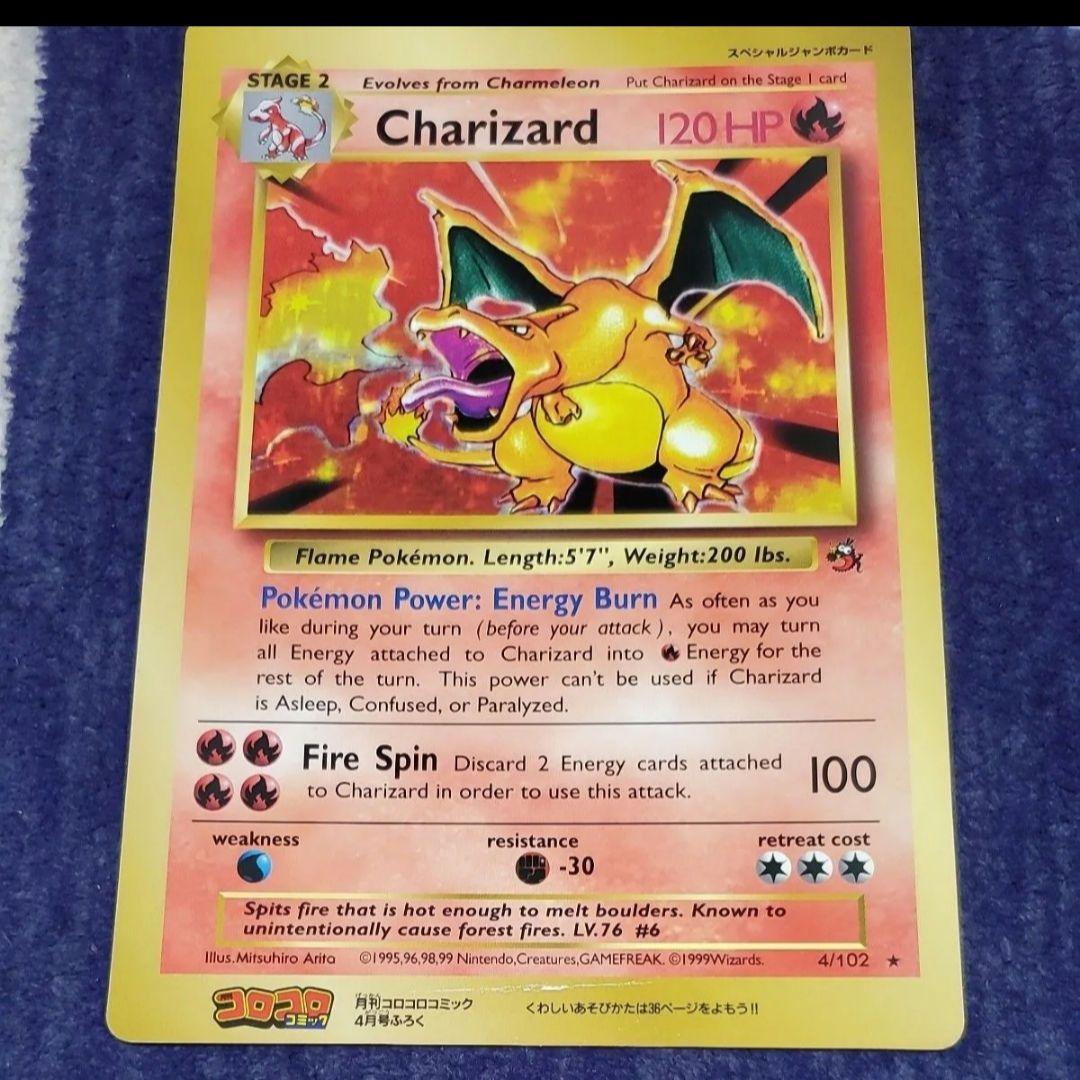 スペシャルジャンボカード
STAGE 2 Evolves from Charmeleon Put Charizard on the Stage 1 card
Charizard 120 HP
Flame Pokémon. Length:5'7", Weight:200 lbs.
Pokémon Power: Energy Burn As often as you
like during your turn (before your attack), you may turn
all Energy attached to Charizard into Energy for the
rest of the turn. This power can't be used if Charizard
is Asleep, Confused, or Paralyzed.
Fire Spin Discard 2 Energy cards attached
to Charizard in order to use this attack.
100
weakness resistance retreat cost
-30
Spits fire that is hot enough to melt boulders. Known to
unintentionally cause forest fires. LV.76 #6
Illus.Mitsuhiro Arita ©1995,96,98,99 Nintendo,Creatures,GAMEFREAK. ©1999Wizards. 4/102 ★
コロコロ
コミック
月刊コロコロコミック
4月号ふろく
くわしいあそびかたは36ページをよもう!!